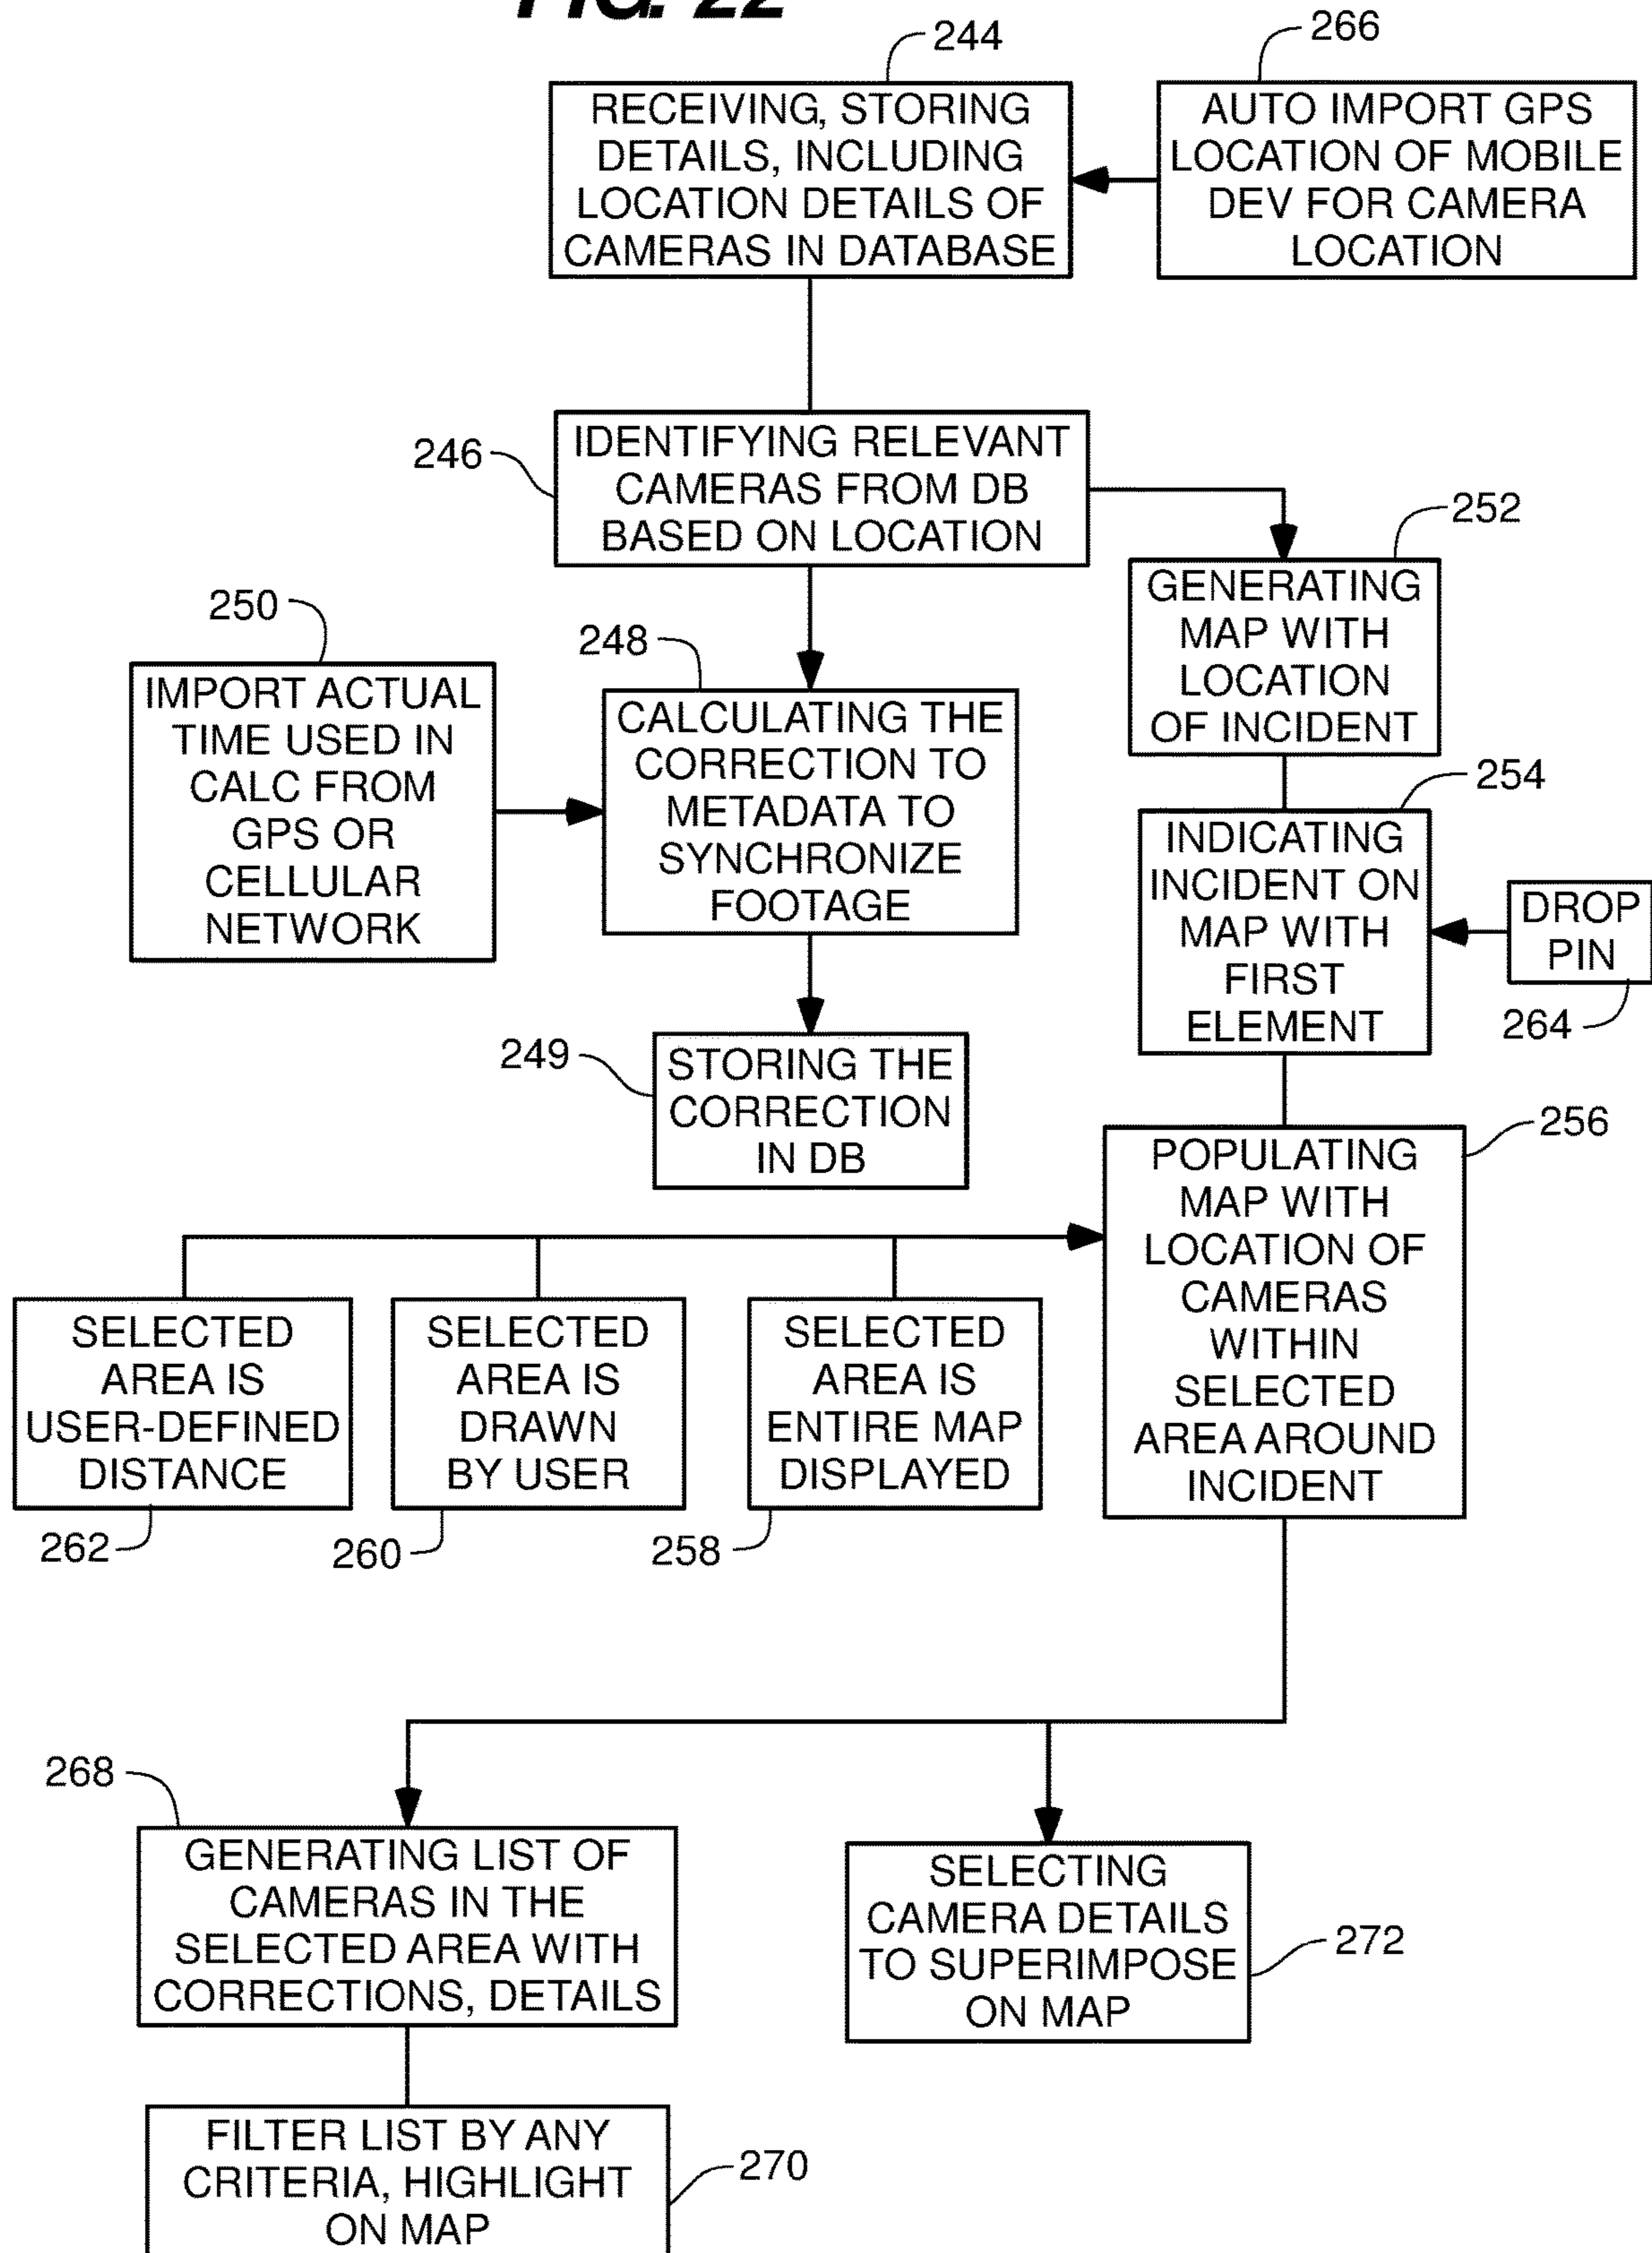 FIG. 22
244
266
RECEIVING, STORING
DETAILS, INCLUDING
LOCATION DETAILS OF
CAMERAS IN DATABASE
AUTO IMPORT GPS
LOCATION OF MOBILE
DEV FOR CAMERA
LOCATION
246
IDENTIFYING RELEVANT
CAMERAS FROM DB
BASED ON LOCATION
252
GENERATING
MAP WITH
LOCATION
OF INCIDENT
250
IMPORT ACTUAL
TIME USED IN
CALC FROM
GPS OR
CELLULAR
NETWORK
248
CALCULATING THE
CORRECTION TO
METADATA TO
SYNCHRONIZE
FOOTAGE
254
INDICATING
INCIDENT ON
MAP WITH
FIRST
ELEMENT
DROP
PIN
264
249
STORING THE
CORRECTION
IN DB
256
POPULATING
MAP WITH
LOCATION OF
CAMERAS
WITHIN
SELECTED
AREA AROUND
INCIDENT
SELECTED
AREA IS
USER-DEFINED
DISTANCE
262
SELECTED
AREA IS
DRAWN
BY USER
260
SELECTED
AREA IS
ENTIRE MAP
DISPLAYED
258
268
GENERATING LIST OF
CAMERAS IN THE
SELECTED AREA WITH
CORRECTIONS, DETAILS
SELECTING
CAMERA DETAILS
TO SUPERIMPOSE
ON MAP
272
FILTER LIST BY ANY
CRITERIA, HIGHLIGHT
ON MAP
270